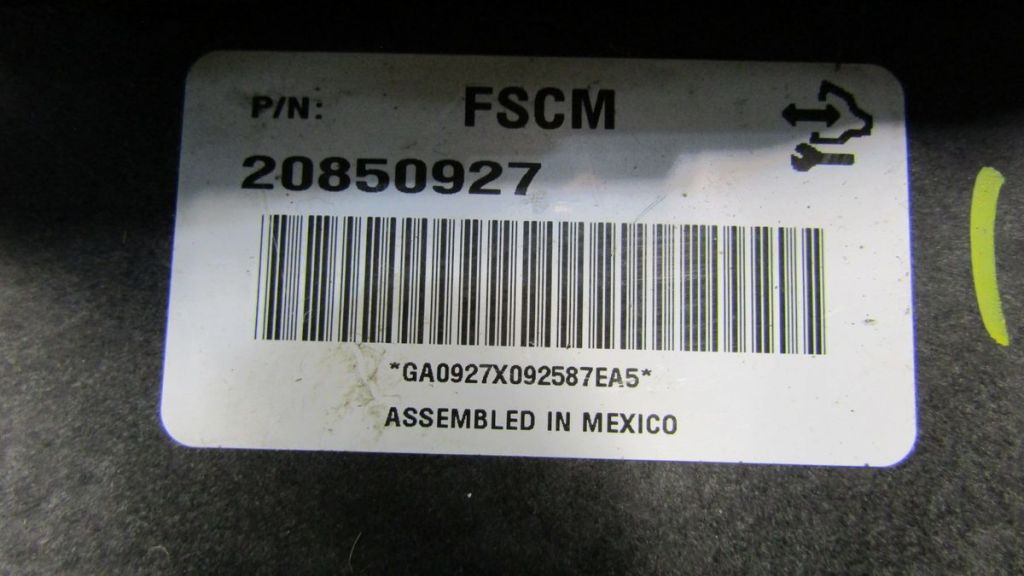 P/N: FSCM
20850927
*GA0927X092587EA5*
ASSEMBLED IN MEXICO